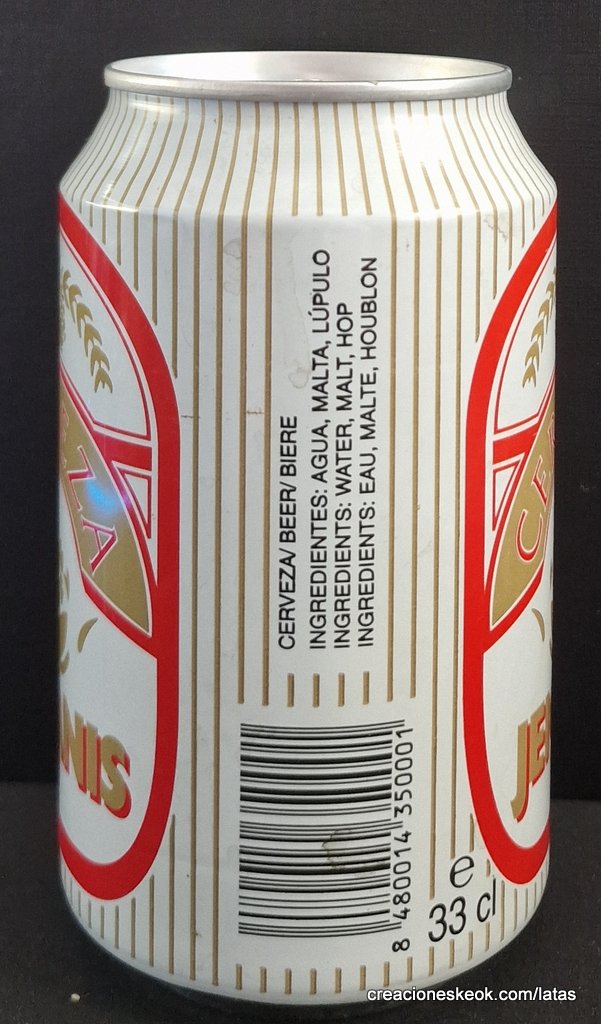 CERVEZA/ BEER/ BIERE
INGREDIENTES: AGUA, MALTA, LÚPULO
INGREDIENTS: WATER, MALT, HOP
INGREDIENTS: EAU, MALTE, HOUBLON
8 480014 350001
e
33 cl
creacioneskeok.com/latas